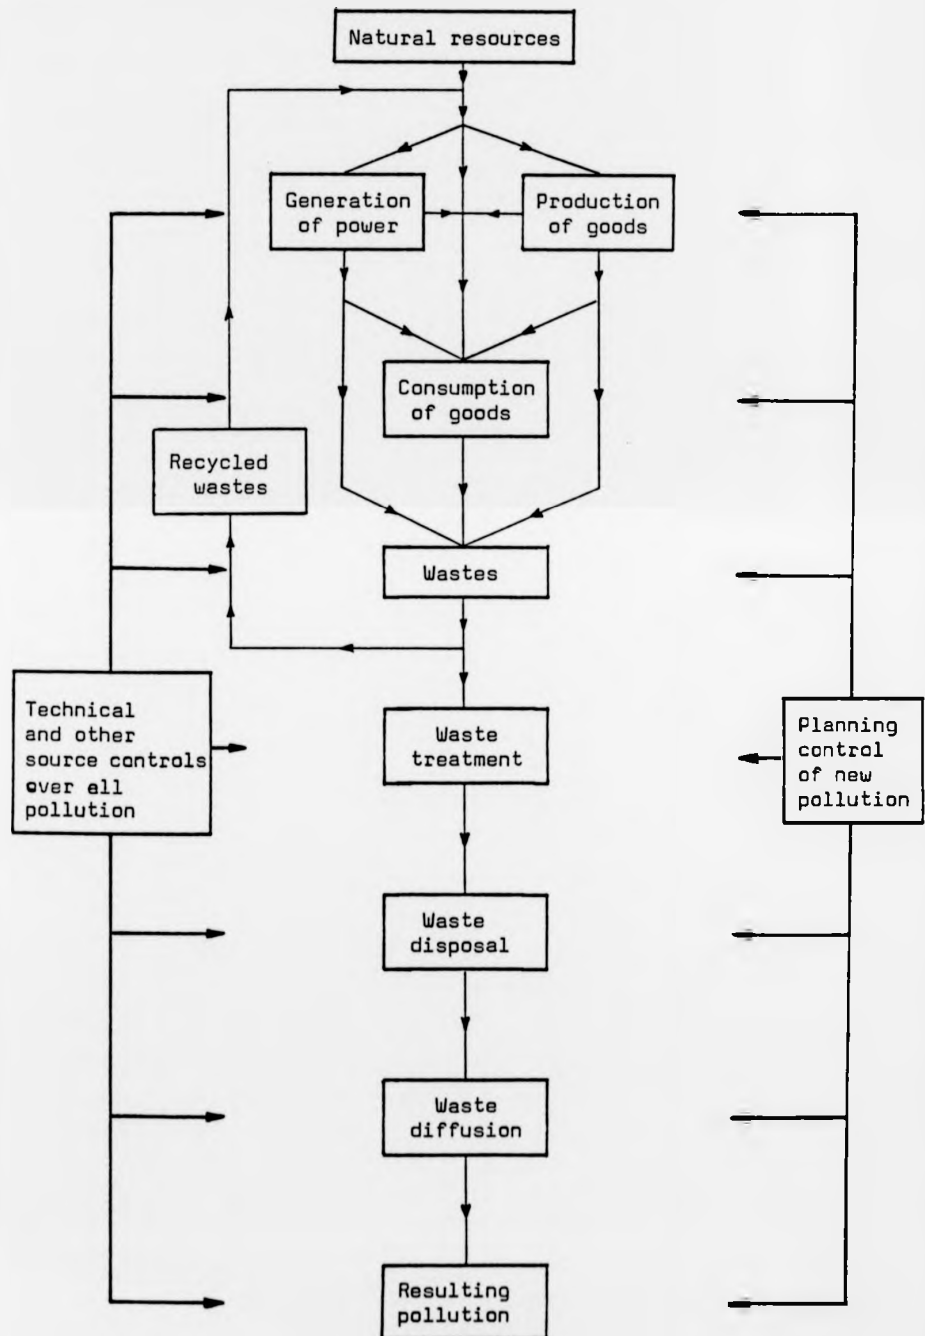 Natural resources
Generation
of power
Production
of goods
Consumption
of goods
Recycled
wastes
Wastes
Technical
and other
source controls
over all
pollution
Waste
treatment
Planning
control
of new
pollution
Waste
disposal
Waste
diffusion
Resulting
pollution